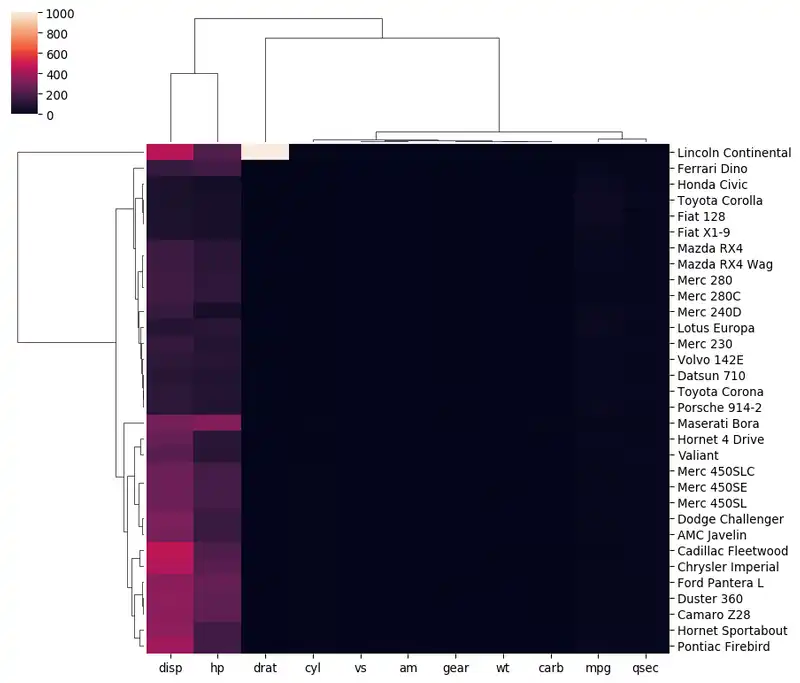 1000
800
600
400
200
0
Lincoln Continental
Ferrari Dino
Honda Civic
Toyota Corolla
Fiat 128
Fiat X1-9
Mazda RX4
Mazda RX4 Wag
Merc 280
Merc 280C
Merc 240D
Lotus Europa
Merc 230
Volvo 142E
Datsun 710
Toyota Corona
Porsche 914-2
Maserati Bora
Hornet 4 Drive
Valiant
Merc 450SLC
Merc 450SE
Merc 450SL
Dodge Challenger
AMC Javelin
Cadillac Fleetwood
Chrysler Imperial
Ford Pantera L
Duster 360
Camaro Z28
Hornet Sportabout
Pontiac Firebird
disp hp drat cyl vs am gear wt carb mpg qsec